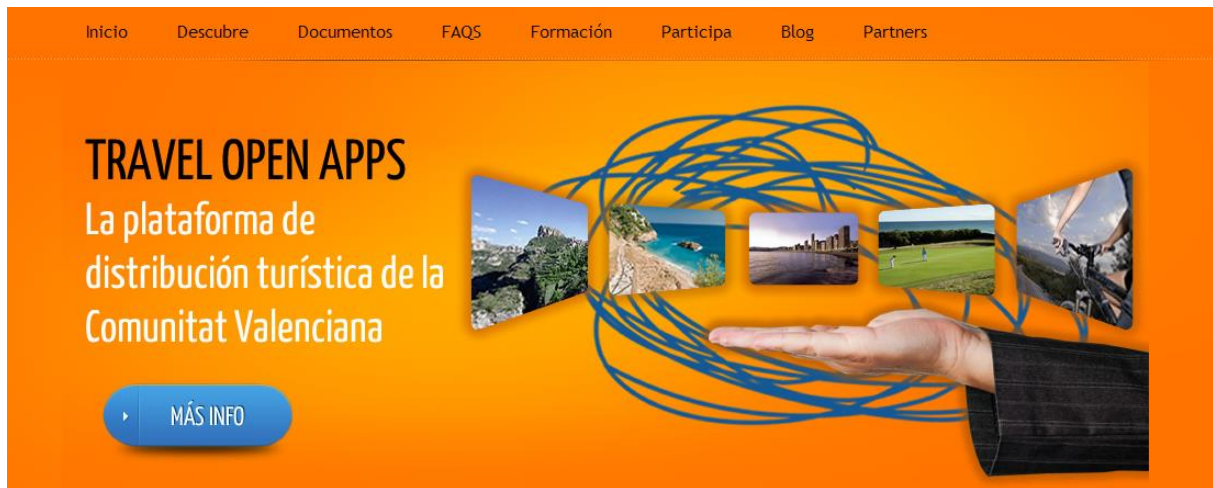 Inicio Descubre Documentos FAQS Formación Participa Blog Partners
TRAVEL OPEN APPS
La plataforma de
distribución turística de la
Comunitat Valenciana
MÁS INFO